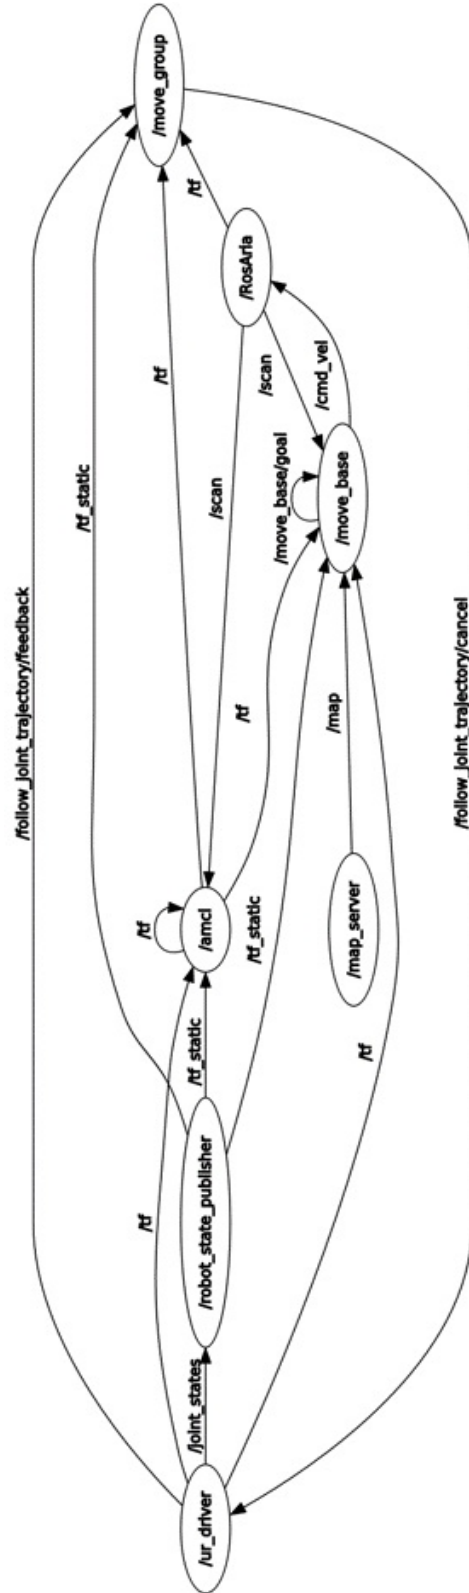 /follow_joint_trajectory/feedback
/tf_static
/tf
/move_group
/tf
/scan
/RosAria
/scan
/cmd_vel
/move_base/goal
/move_base
/tf
/tf
/amcl
/tf_static
/map
/tf
/tf_static
/map_server
/robot_state_publisher
/tf
/joint_states
/ur_driver
/follow_joint_trajectory/cancel